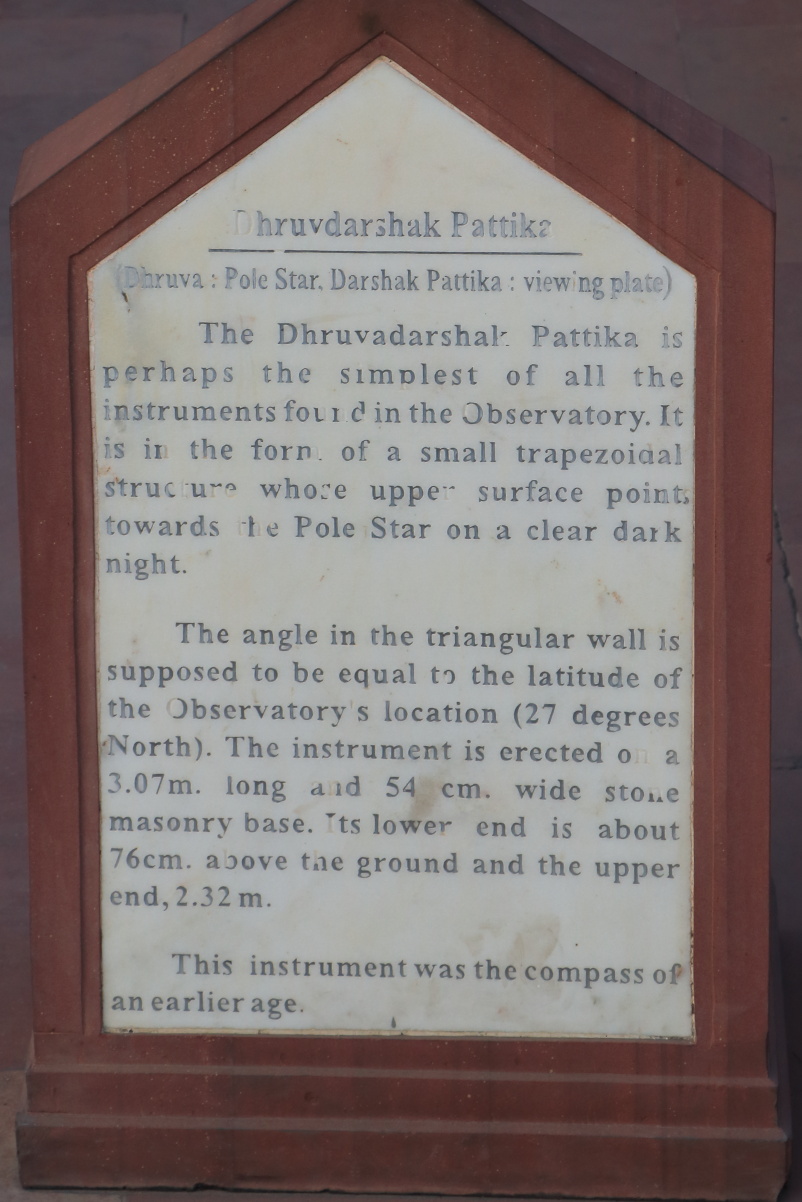 Dhruvdarshak Pattika
(Dhruva : Pole Star, Darshak Pattika : viewing plate)
The Dhruvadarshak Pattika is
perhaps the simplest of all the
instruments found in the Observatory. It
is in the form of a small trapezoidal
structure whose upper surface points
towards the Pole Star on a clear dark
night.
The angle in the triangular wall is
supposed to be equal to the latitude of
the Observatory's location (27 degrees
North). The instrument is erected on a
3.07m. long and 54 cm. wide stone
masonry base. Its lower end is about
76cm. above the ground and the upper
end, 2.32 m.
This instrument was the compass of
an earlier age.